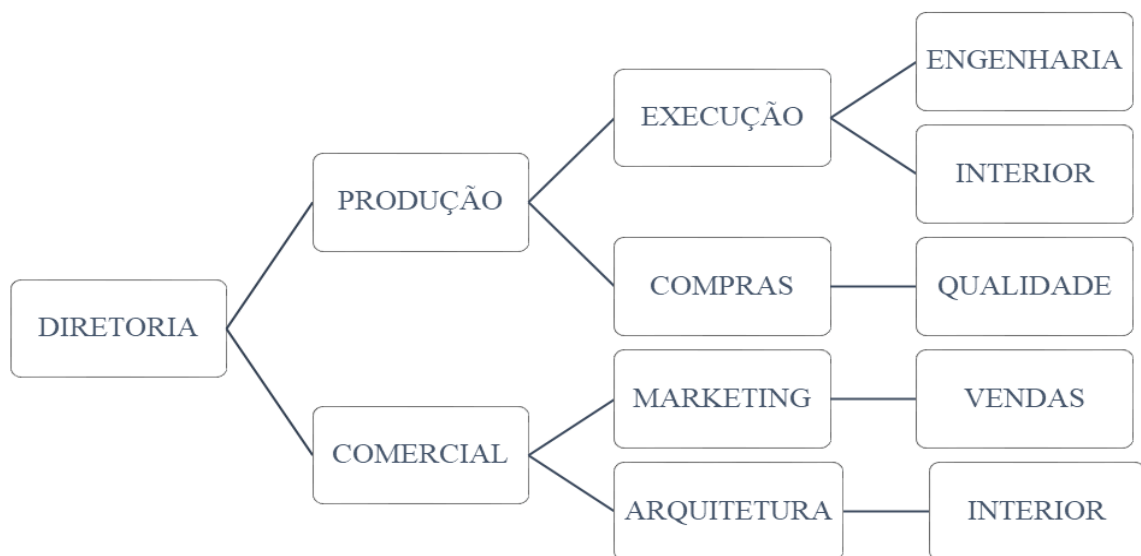 DIRETORIA
PRODUÇÃO
EXECUÇÃO
ENGENHARIA
INTERIOR
COMPRAS
QUALIDADE
COMERCIAL
MARKETING
VENDAS
ARQUITETURA
INTERIOR